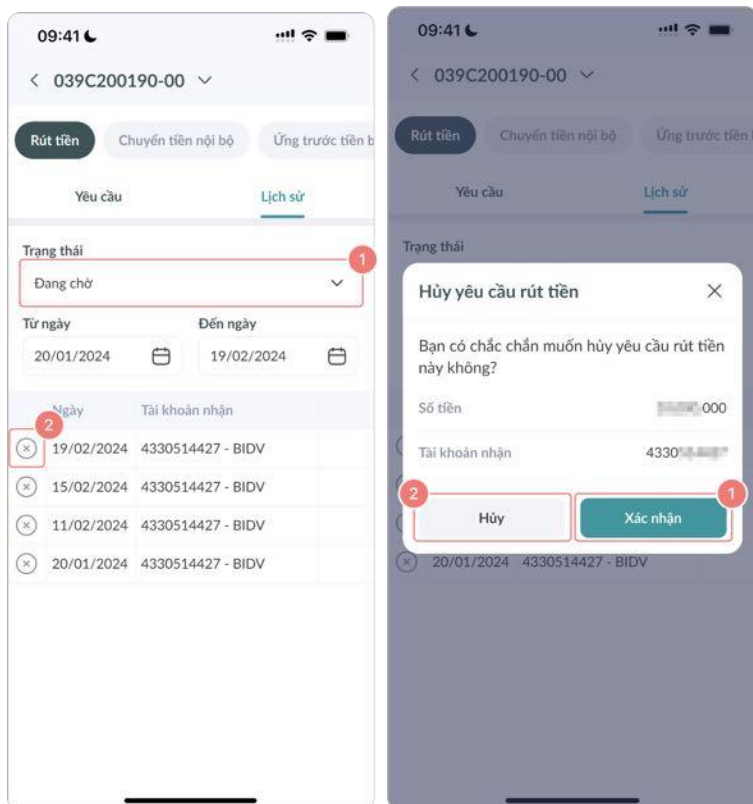 09:41
039C200190-00
Rút tiền Chuyển tiền nội bộ Ứng trước tiền b
Yêu cầu Lịch sử
Trạng thái
1
Đang chờ
Từ ngày Đến ngày
20/01/2024 19/02/2024
Ngày Tài khoản nhận
2
19/02/2024 4330514427 - BIDV
15/02/2024 4330514427 - BIDV
11/02/2024 4330514427 - BIDV
20/01/2024 4330514427 - BIDV
09:41
039C200190-00
Rút tiền Chuyển tiền nội bộ Ứng trước tiền
Yêu cầu Lịch sử
Trạng thái
Hủy yêu cầu rút tiền
Bạn có chắc chắn muốn hủy yêu cầu rút tiền
này không?
Số tiền 000
Tài khoản nhận 4330
2 1
Hủy Xác nhận
20/01/2024 4330514427 - BIDV